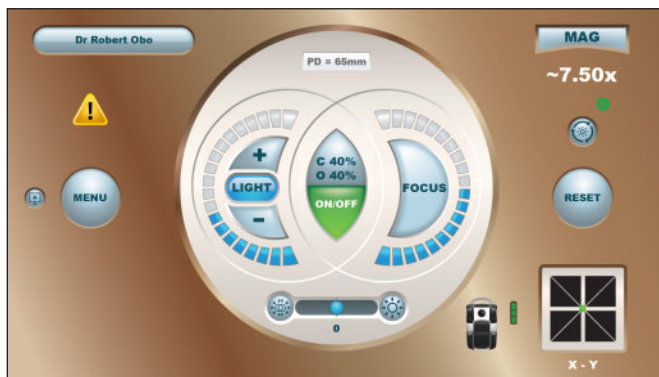 Dr Robert Obo
MAG
PD = 65mm
~7.50x
+
C 40%
O 40%
LIGHT
FOCUS
ON/OFF
MENU
RESET
-
0
X - Y